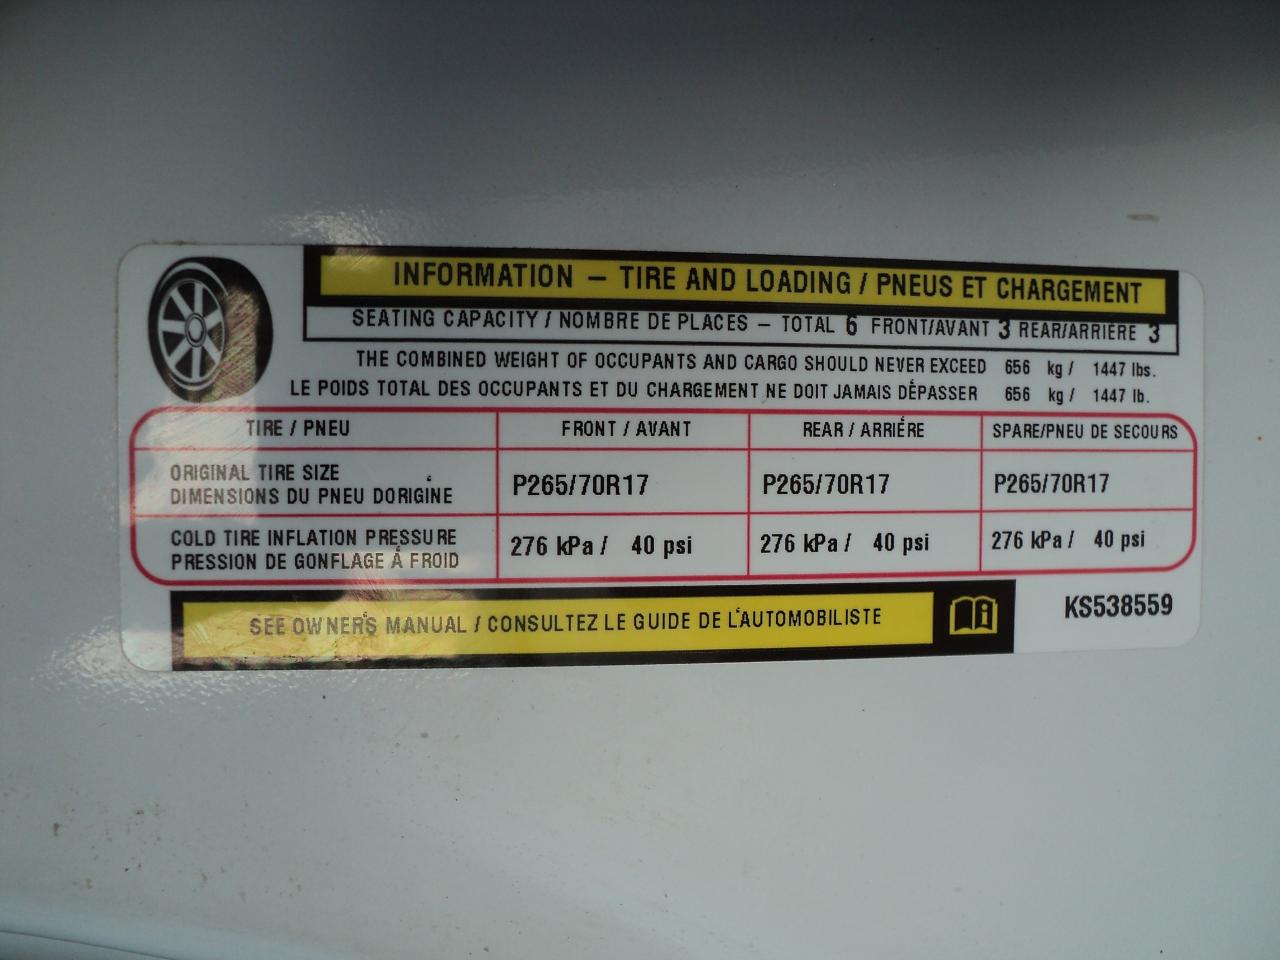 INFORMATION – TIRE AND LOADING / PNEUS ET CHARGEMENT
SEATING CAPACITY / NOMBRE DE PLACES – TOTAL 6 FRONT/AVANT 3 REAR/ARRIÈRE 3
THE COMBINED WEIGHT OF OCCUPANTS AND CARGO SHOULD NEVER EXCEED 656 kg / 1447 lbs.
LE POIDS TOTAL DES OCCUPANTS ET DU CHARGEMENT NE DOIT JAMAIS DÉPASSER 656 kg / 1447 lb.
TIRE / PNEU FRONT / AVANT REAR / ARRIÉRE SPARE/PNEU DE SECOURS
ORIGINAL TIRE SIZE
DIMENSIONS DU PNEU DORIGINE P265/70R17 P265/70R17 P265/70R17
COLD TIRE INFLATION PRESSURE
PRESSION DE GONFLAGE À FROID 276 kPa / 40 psi 276 kPa / 40 psi 276 kPa / 40 psi
SEE OWNER'S MANUAL / CONSULTEZ LE GUIDE DE L'AUTOMOBILISTE
KS538559